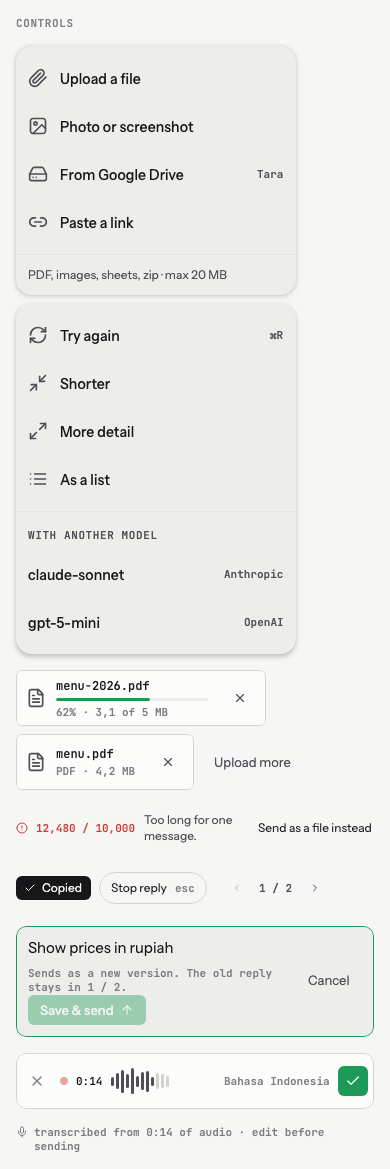 CONTROLS
Upload a file
Photo or screenshot
From Google Drive Tara
Paste a link
PDF, images, sheets, zip · max 20 MB
Try again ⌘R
Shorter
More detail
As a list
WITH ANOTHER MODEL
claude-sonnet Anthropic
gpt-5-mini OpenAI
menu-2026.pdf
62% · 3,1 of 5 MB
menu.pdf
PDF · 4,2 MB
Upload more
12,480 / 10,000
Too long for one
message.
Send as a file instead
Copied
Stop reply esc
1 / 2
Show prices in rupiah
Sends as a new version. The old reply
stays in 1 / 2.
Cancel
Save & send
0:14
Bahasa Indonesia
transcribed from 0:14 of audio · edit before
sending